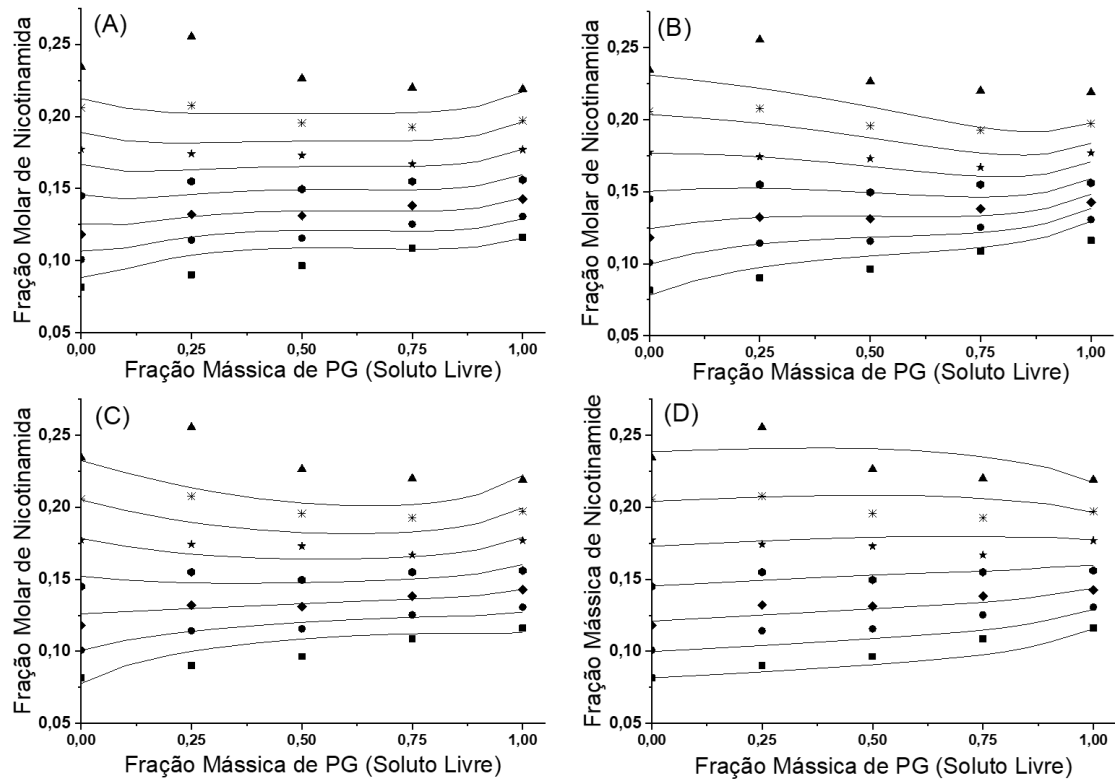 (A)
Fração Molar de Nicotinamida
0,25
0,20
0,15
0,10
0,05
0,00 0,25 0,50 0,75 1,00
Fração Mássica de PG (Soluto Livre)
(B)
Fração Molar de Nicotinamida
0,25
0,20
0,15
0,10
0,05
0,00 0,25 0,50 0,75 1,00
Fração Mássica de PG (Soluto Livre)
(C)
Fração Molar de Nicotinamida
0,25
0,20
0,15
0,10
0,05
0,00 0,25 0,50 0,75 1,00
Fração Mássica de PG (Soluto Livre)
(D)
Fração Mássica de Nicotinamide
0,25
0,20
0,15
0,10
0,05
0,00 0,25 0,50 0,75 1,00
Fração Mássica de PG (Soluto Livre)